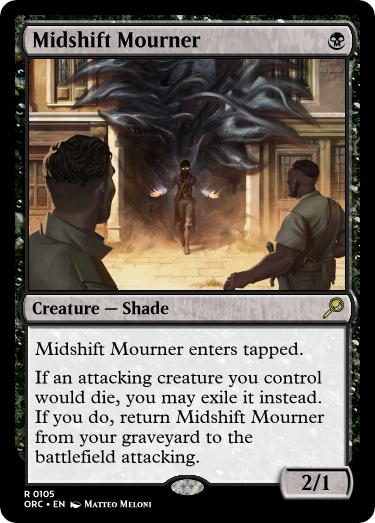 Midshift Mourner
Creature — Shade
Midshift Mourner enters tapped.
If an attacking creature you control
would die, you may exile it instead.
If you do, return Midshift Mourner
from your graveyard to the
battlefield attacking.
2/1
R 0105
ORC • EN Matteo Meloni